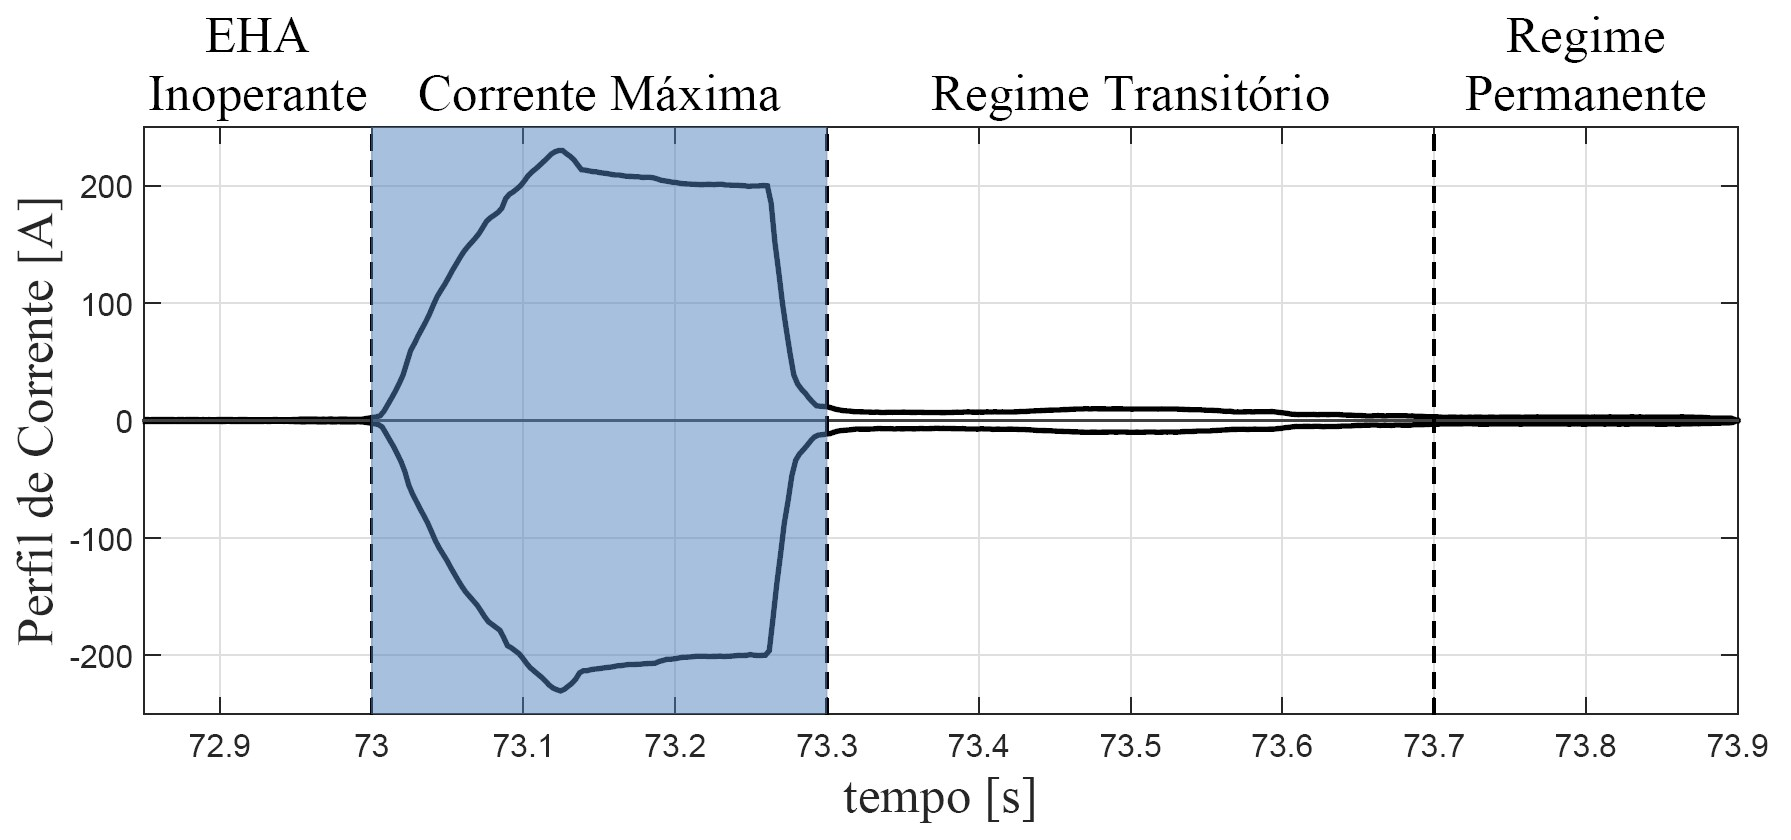 EHA
Inoperante
Corrente Máxima
Regime Transitório
Regime
Permanente
Perfil de Corrente [A]
200
100
0
-100
-200
72.9
73
73.1
73.2
73.3
73.4
73.5
73.6
73.7
73.8
73.9
tempo [s]